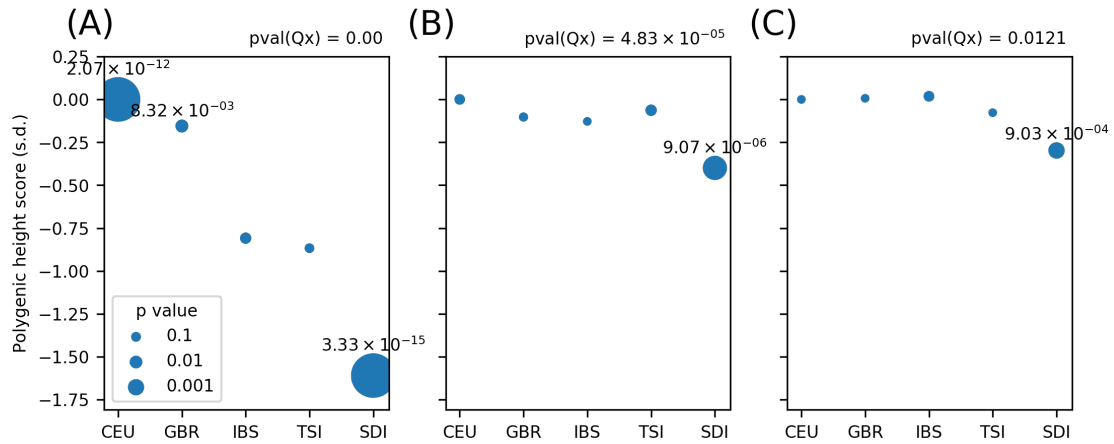 (A)
pval(Qx) = 0.00
(B)
pval(Qx) = 4.83 × 10⁻⁰⁵
(C)
pval(Qx) = 0.0121
Polygenic height score (s.d.)
0.25
0.00
−0.25
−0.50
−0.75
−1.00
−1.25
−1.50
−1.75
2.07 × 10⁻¹²
8.32 × 10⁻⁰³
3.33 × 10⁻¹⁵
p value
0.1
0.01
0.001
CEU GBR IBS TSI SDI
9.07 × 10⁻⁰⁶
CEU GBR IBS TSI SDI
9.03 × 10⁻⁰⁴
CEU GBR IBS TSI SDI